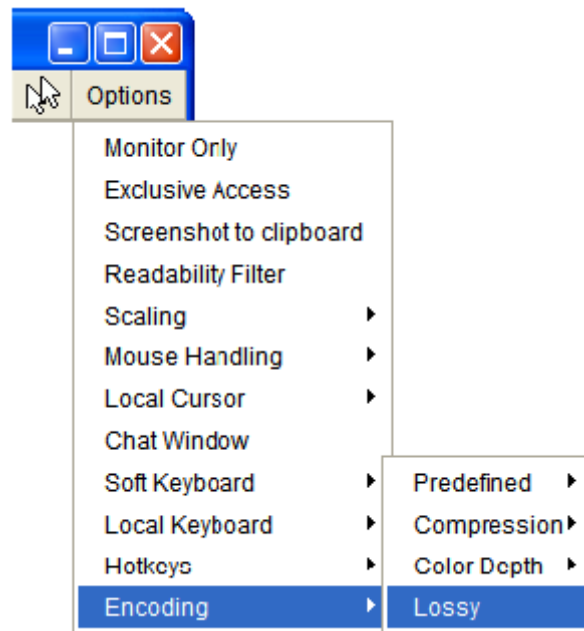 Options
Monitor Only
Exclusive Access
Screenshot to clipboard
Readability Filter
Scaling
Mouse Handling
Local Cursor
Chat Window
Soft Keyboard
Local Keyboard
Hotkeys
Encoding
Predefined
Compression
Color Depth
Lossy